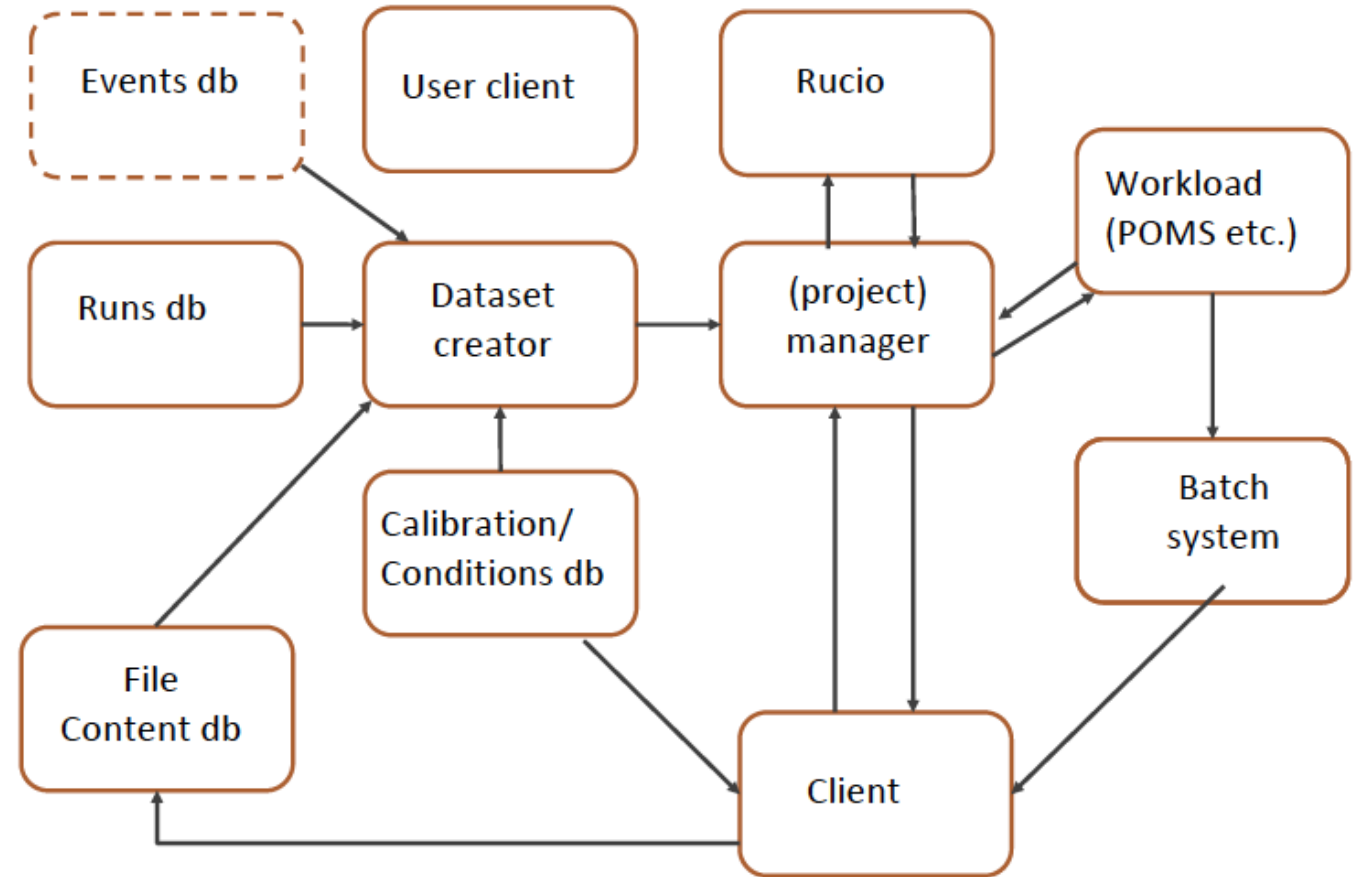 Events db
User client
Rucio
Workload
(POMS etc.)
Runs db
Dataset
creator
(project)
manager
Calibration/
Conditions db
Batch
system
File
Content db
Client